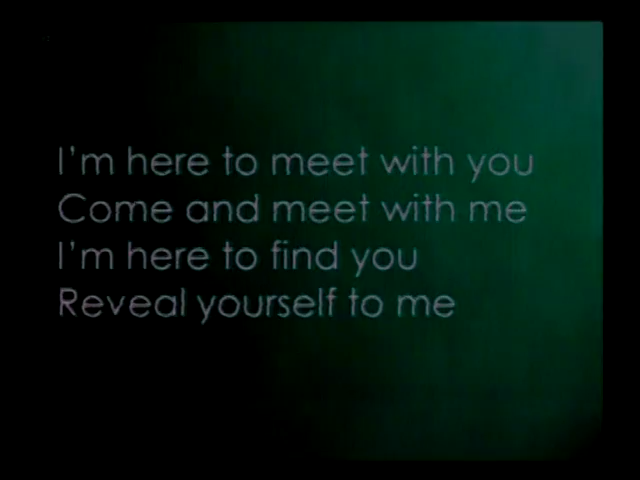 I'm here to meet with you
Come and meet with me
I'm here to find you
Reveal yourself to me